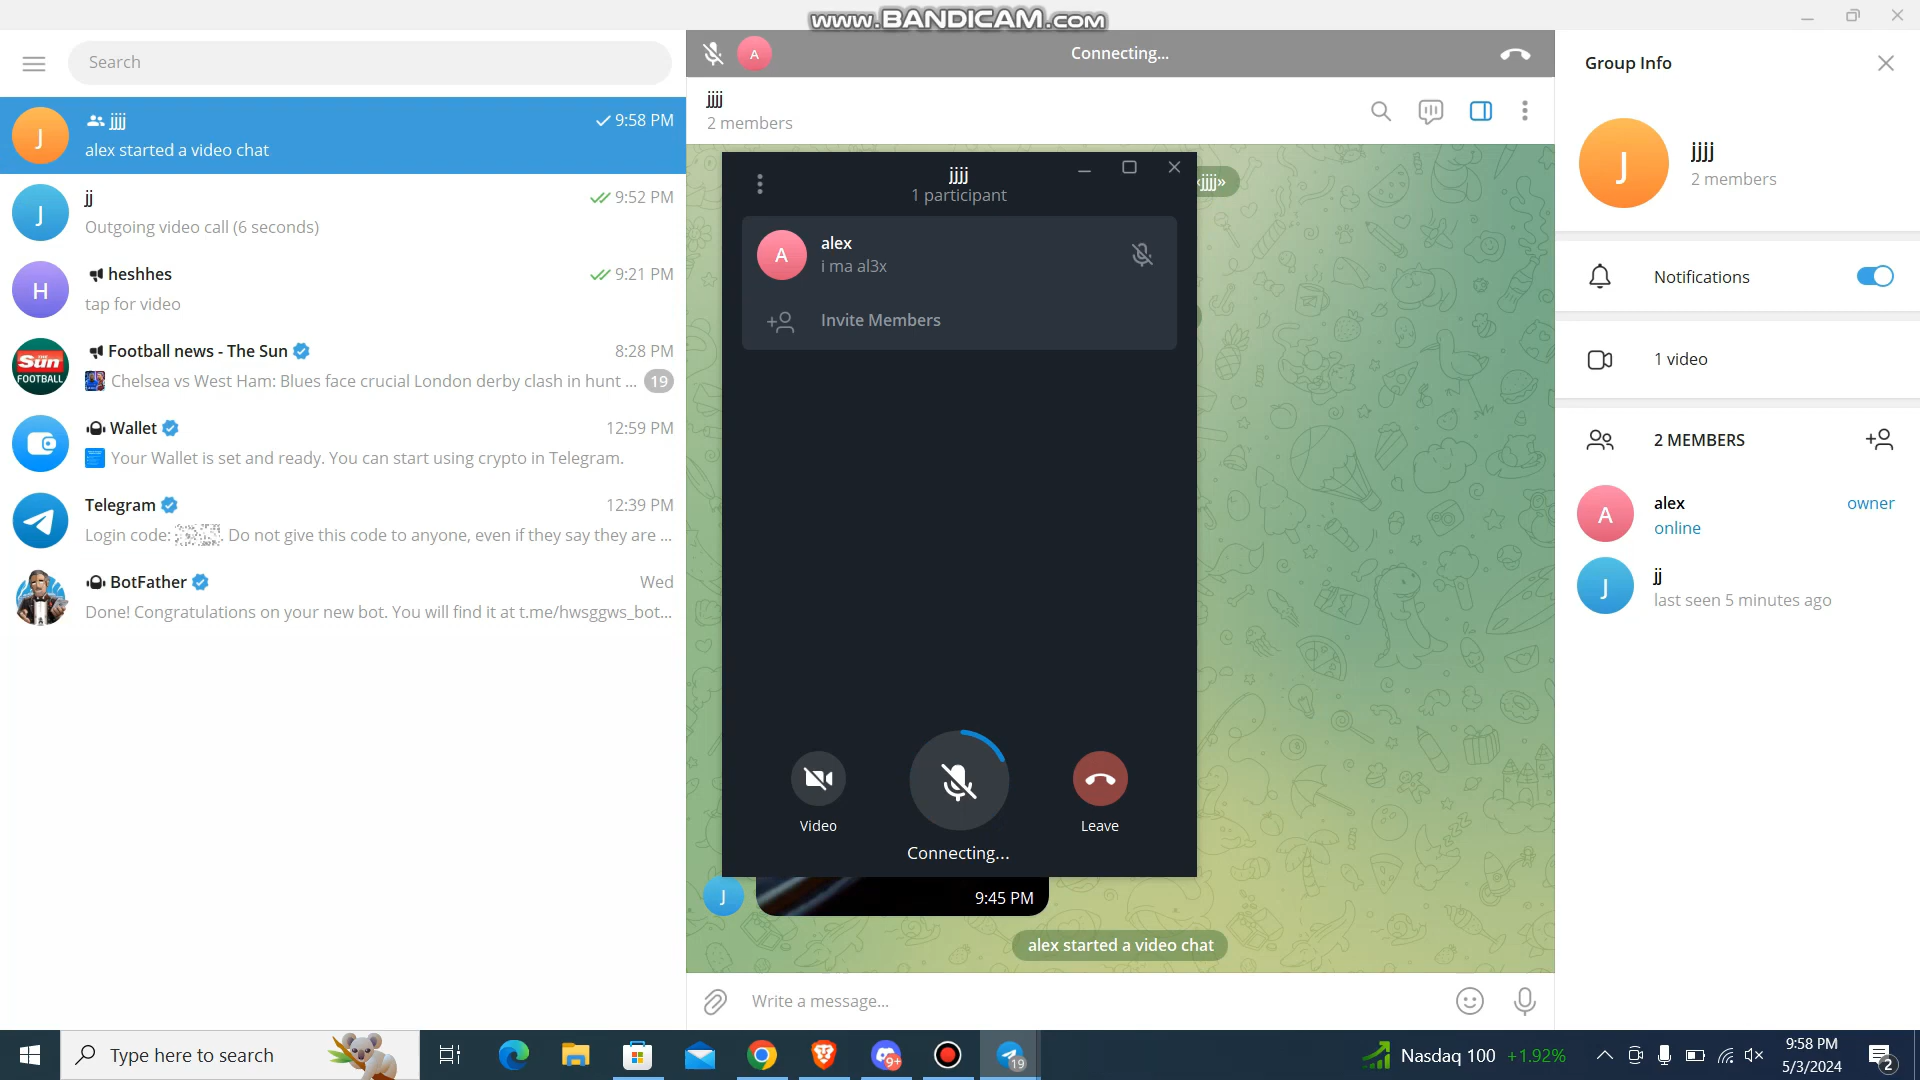 www.BANDICAM.com
Search
jjjj
9:58 PM
alex started a video chat
J
jj
9:52 PM
Outgoing video call (6 seconds)
J
heshhes
9:21 PM
tap for video
H
Football news - The Sun
8:28 PM
Chelsea vs West Ham: Blues face crucial London derby clash in hunt ...
19
Sun
FOOTBALL
Wallet
12:59 PM
Your Wallet is set and ready. You can start using crypto in Telegram.
Telegram
12:39 PM
Login code: . Do not give this code to anyone, even if they say they are ...
BotFather
Wed
Done! Congratulations on your new bot. You will find it at t.me/hwsggws_bot...
A
Connecting...
jjjj
2 members
«jjjj»
jjjj
1 participant
A
alex
i ma al3x
Invite Members
Video
Leave
Connecting...
J
9:45 PM
alex started a video chat
Write a message...
Group Info
J
jjjj
2 members
Notifications
1 video
2 MEMBERS
A
alex
owner
online
J
jj
last seen 5 minutes ago
Type here to search
9+
19
Nasdaq 100 +1.92%
9:58 PM
5/3/2024
2